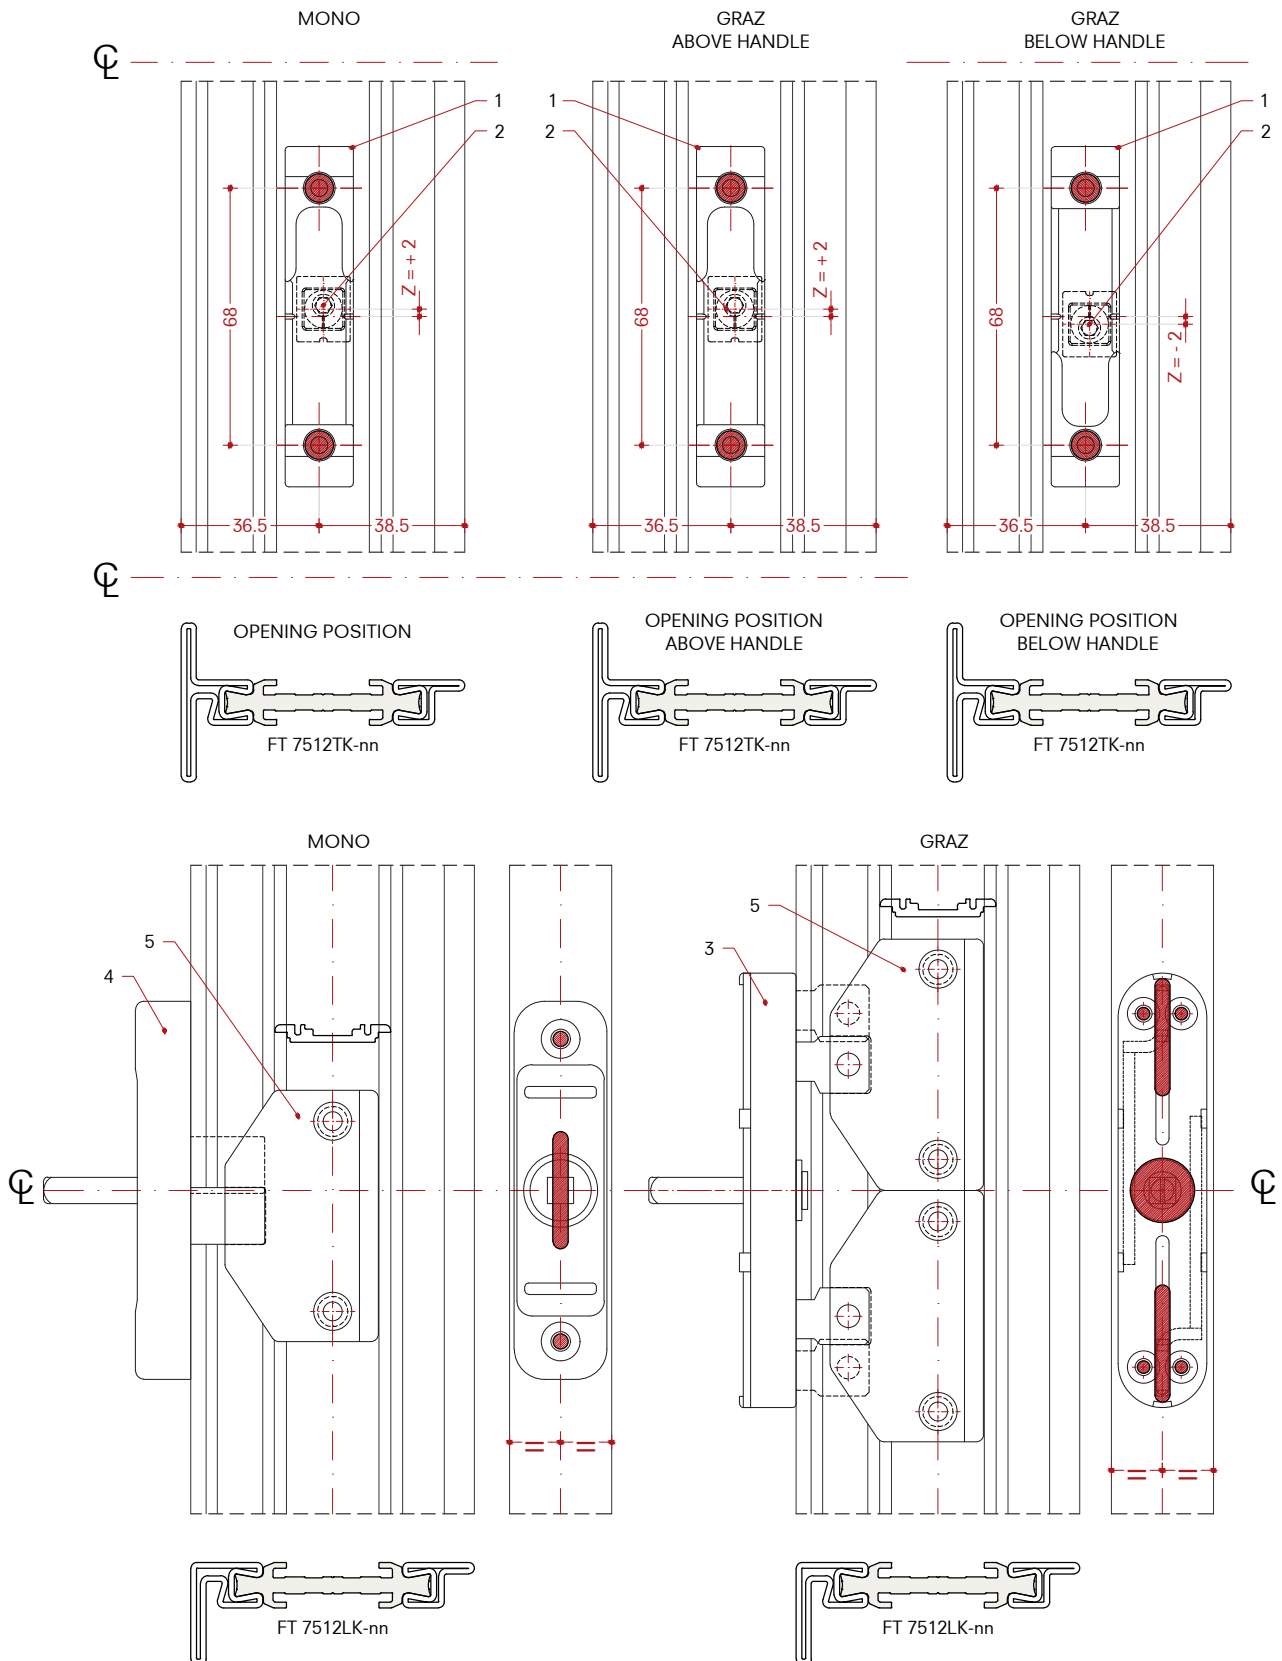 MONO
GRAZ
ABOVE HANDLE
GRAZ
BELOW HANDLE
℄
1
2
1
2
1
2
Z = + 2
Z = + 2
Z = - 2
68
68
68
36.5
38.5
36.5
38.5
36.5
38.5
℄
OPENING POSITION
OPENING POSITION
ABOVE HANDLE
OPENING POSITION
BELOW HANDLE
FT 7512TK-nn
FT 7512TK-nn
FT 7512TK-nn
MONO
GRAZ
5
4
5
3
℄
℄
=
=
=
=
FT 7512LK-nn
FT 7512LK-nn